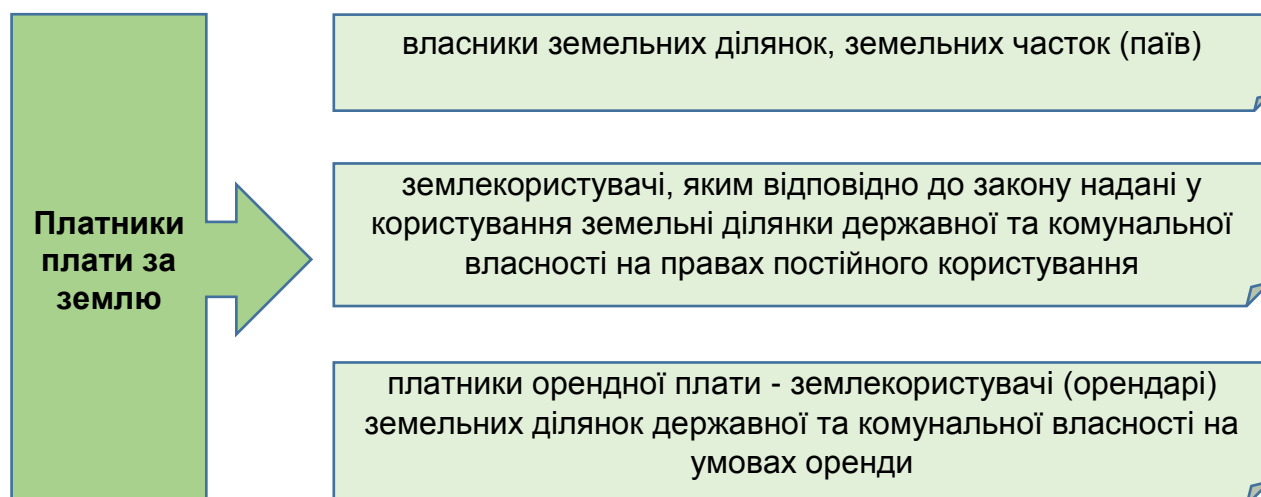 Платники
плати за
землю
власники земельних ділянок, земельних часток (паїв)
землекористувачі, яким відповідно до закону надані у
користування земельні ділянки державної та комунальної
власності на правах постійного користування
платники орендної плати - землекористувачі (орендарі)
земельних ділянок державної та комунальної власності на
умовах оренди